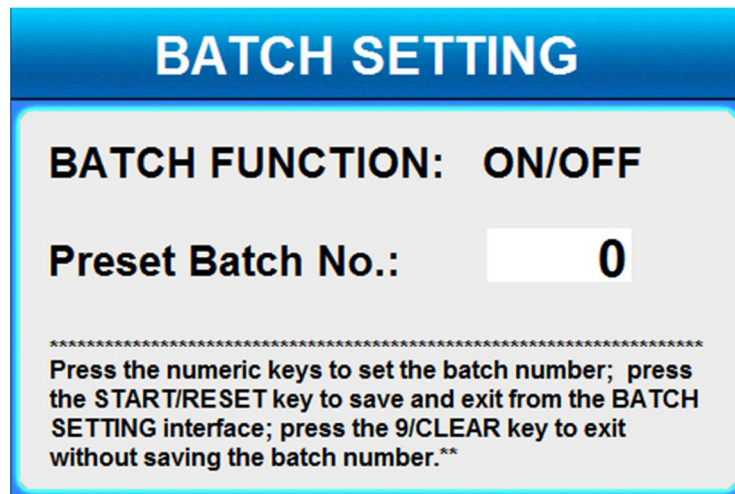 BATCH SETTING
BATCH FUNCTION: ON/OFF
Preset Batch No.: 0
***********************************************************************
Press the numeric keys to set the batch number; press
the START/RESET key to save and exit from the BATCH
SETTING interface; press the 9/CLEAR key to exit
without saving the batch number.**